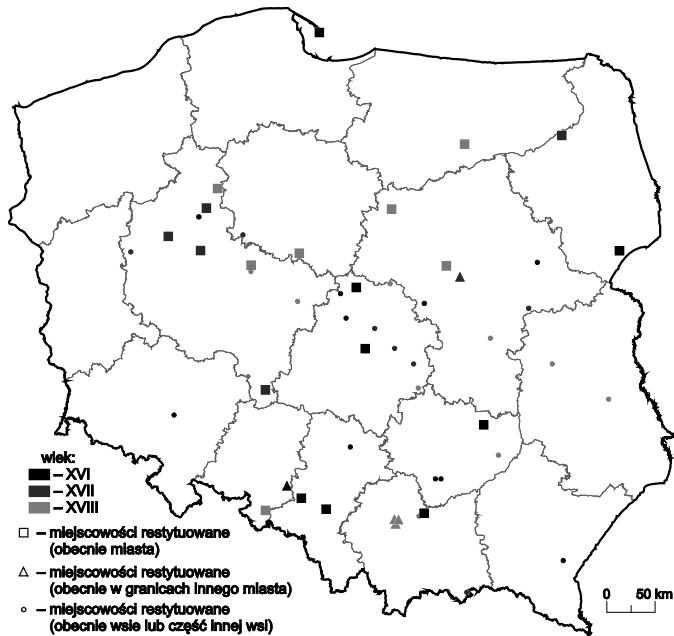 wiek:
– XVI
– XVII
– XVIII
– miejscowości restytuowane
(obecnie miasta)
– miejscowości restytuowane
(obecnie w granicach innego miasta)
– miejscowości restytuowane
(obecnie wsie lub część innej wsi)
0 50 km